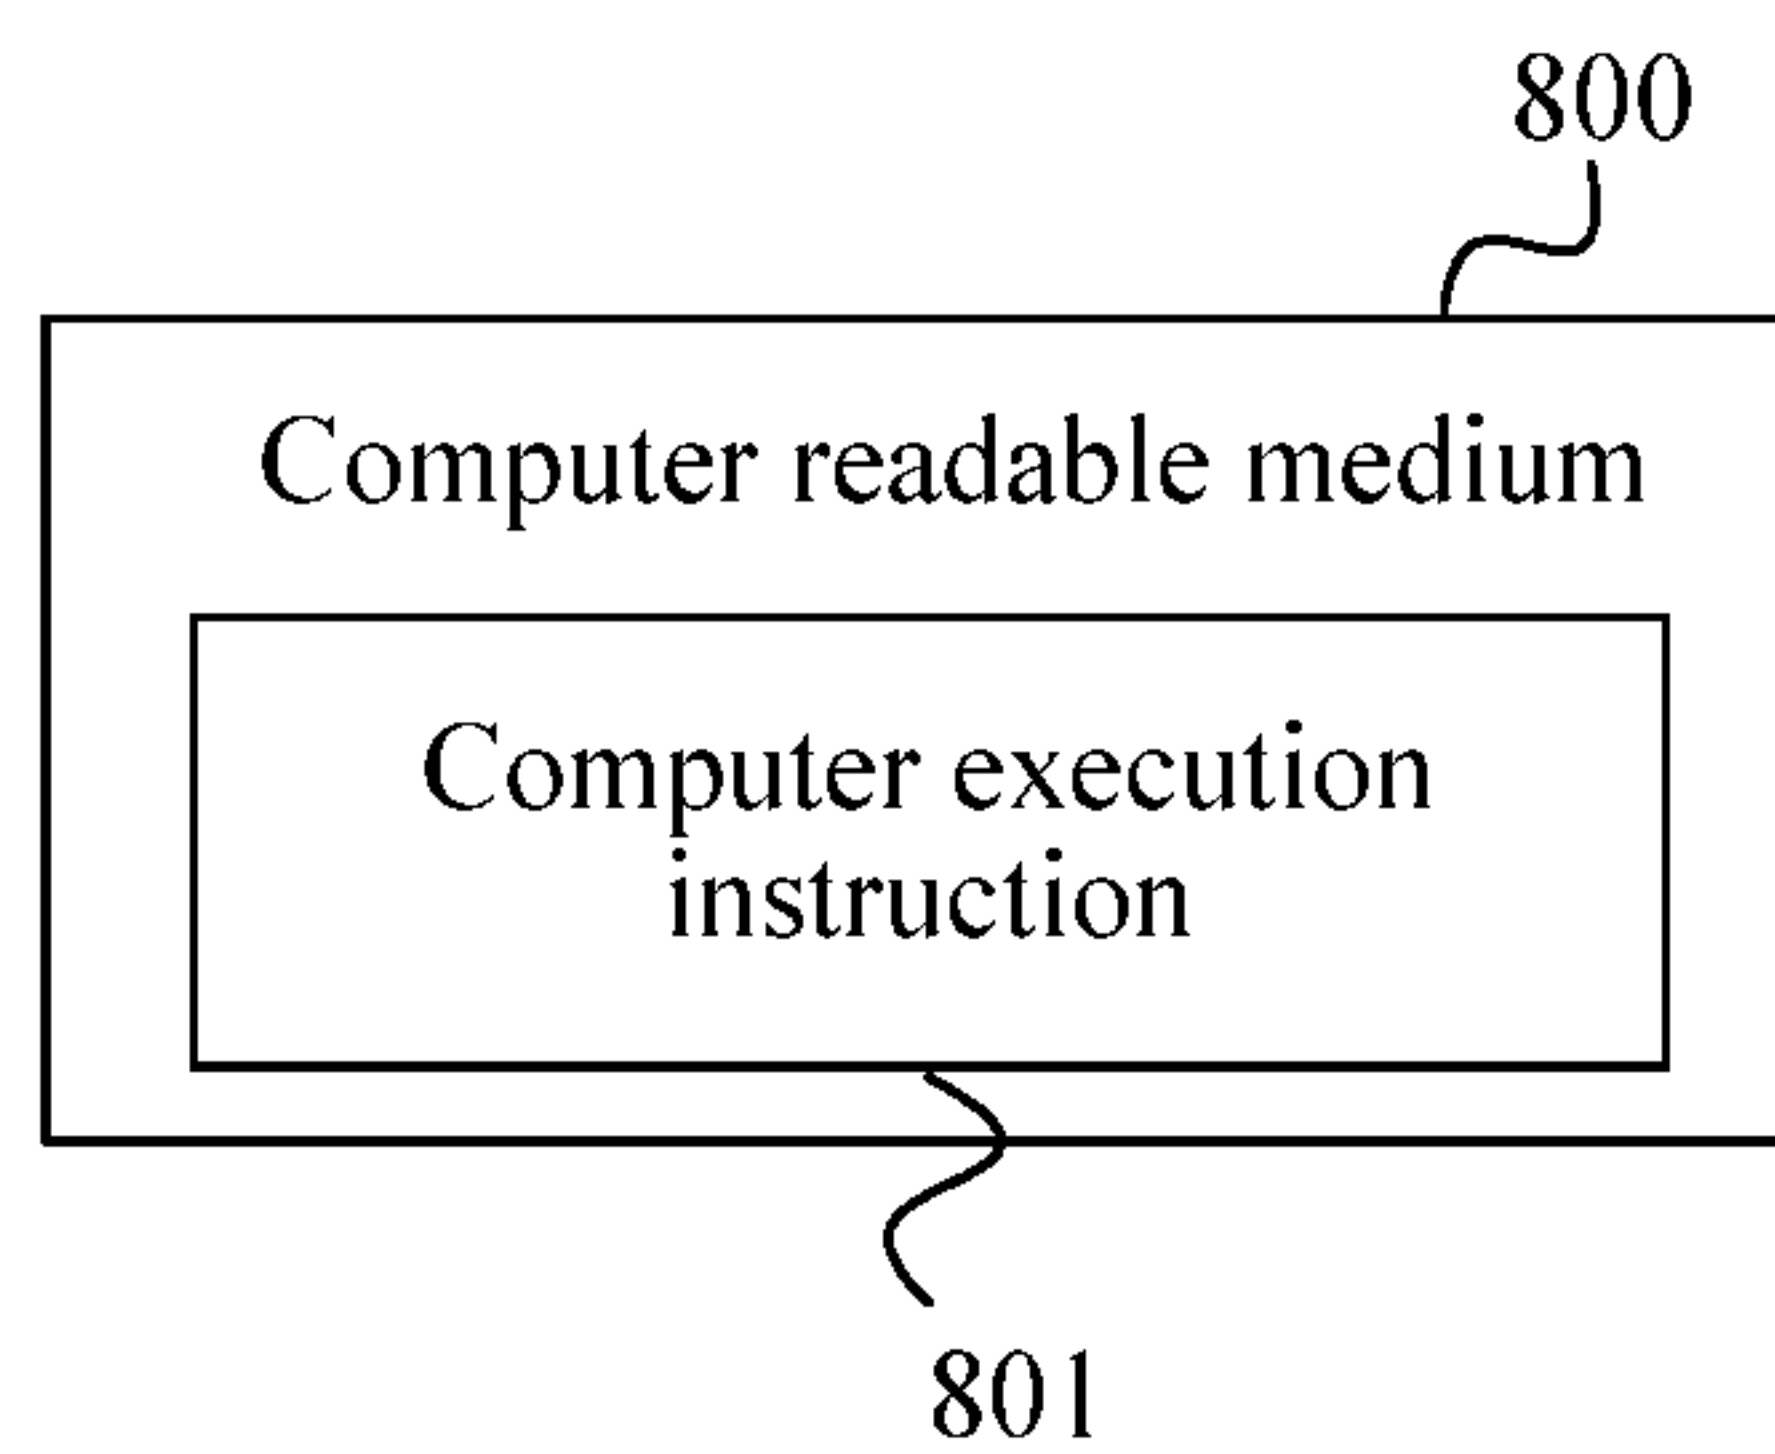 800
Computer readable medium
Computer execution
instruction
801